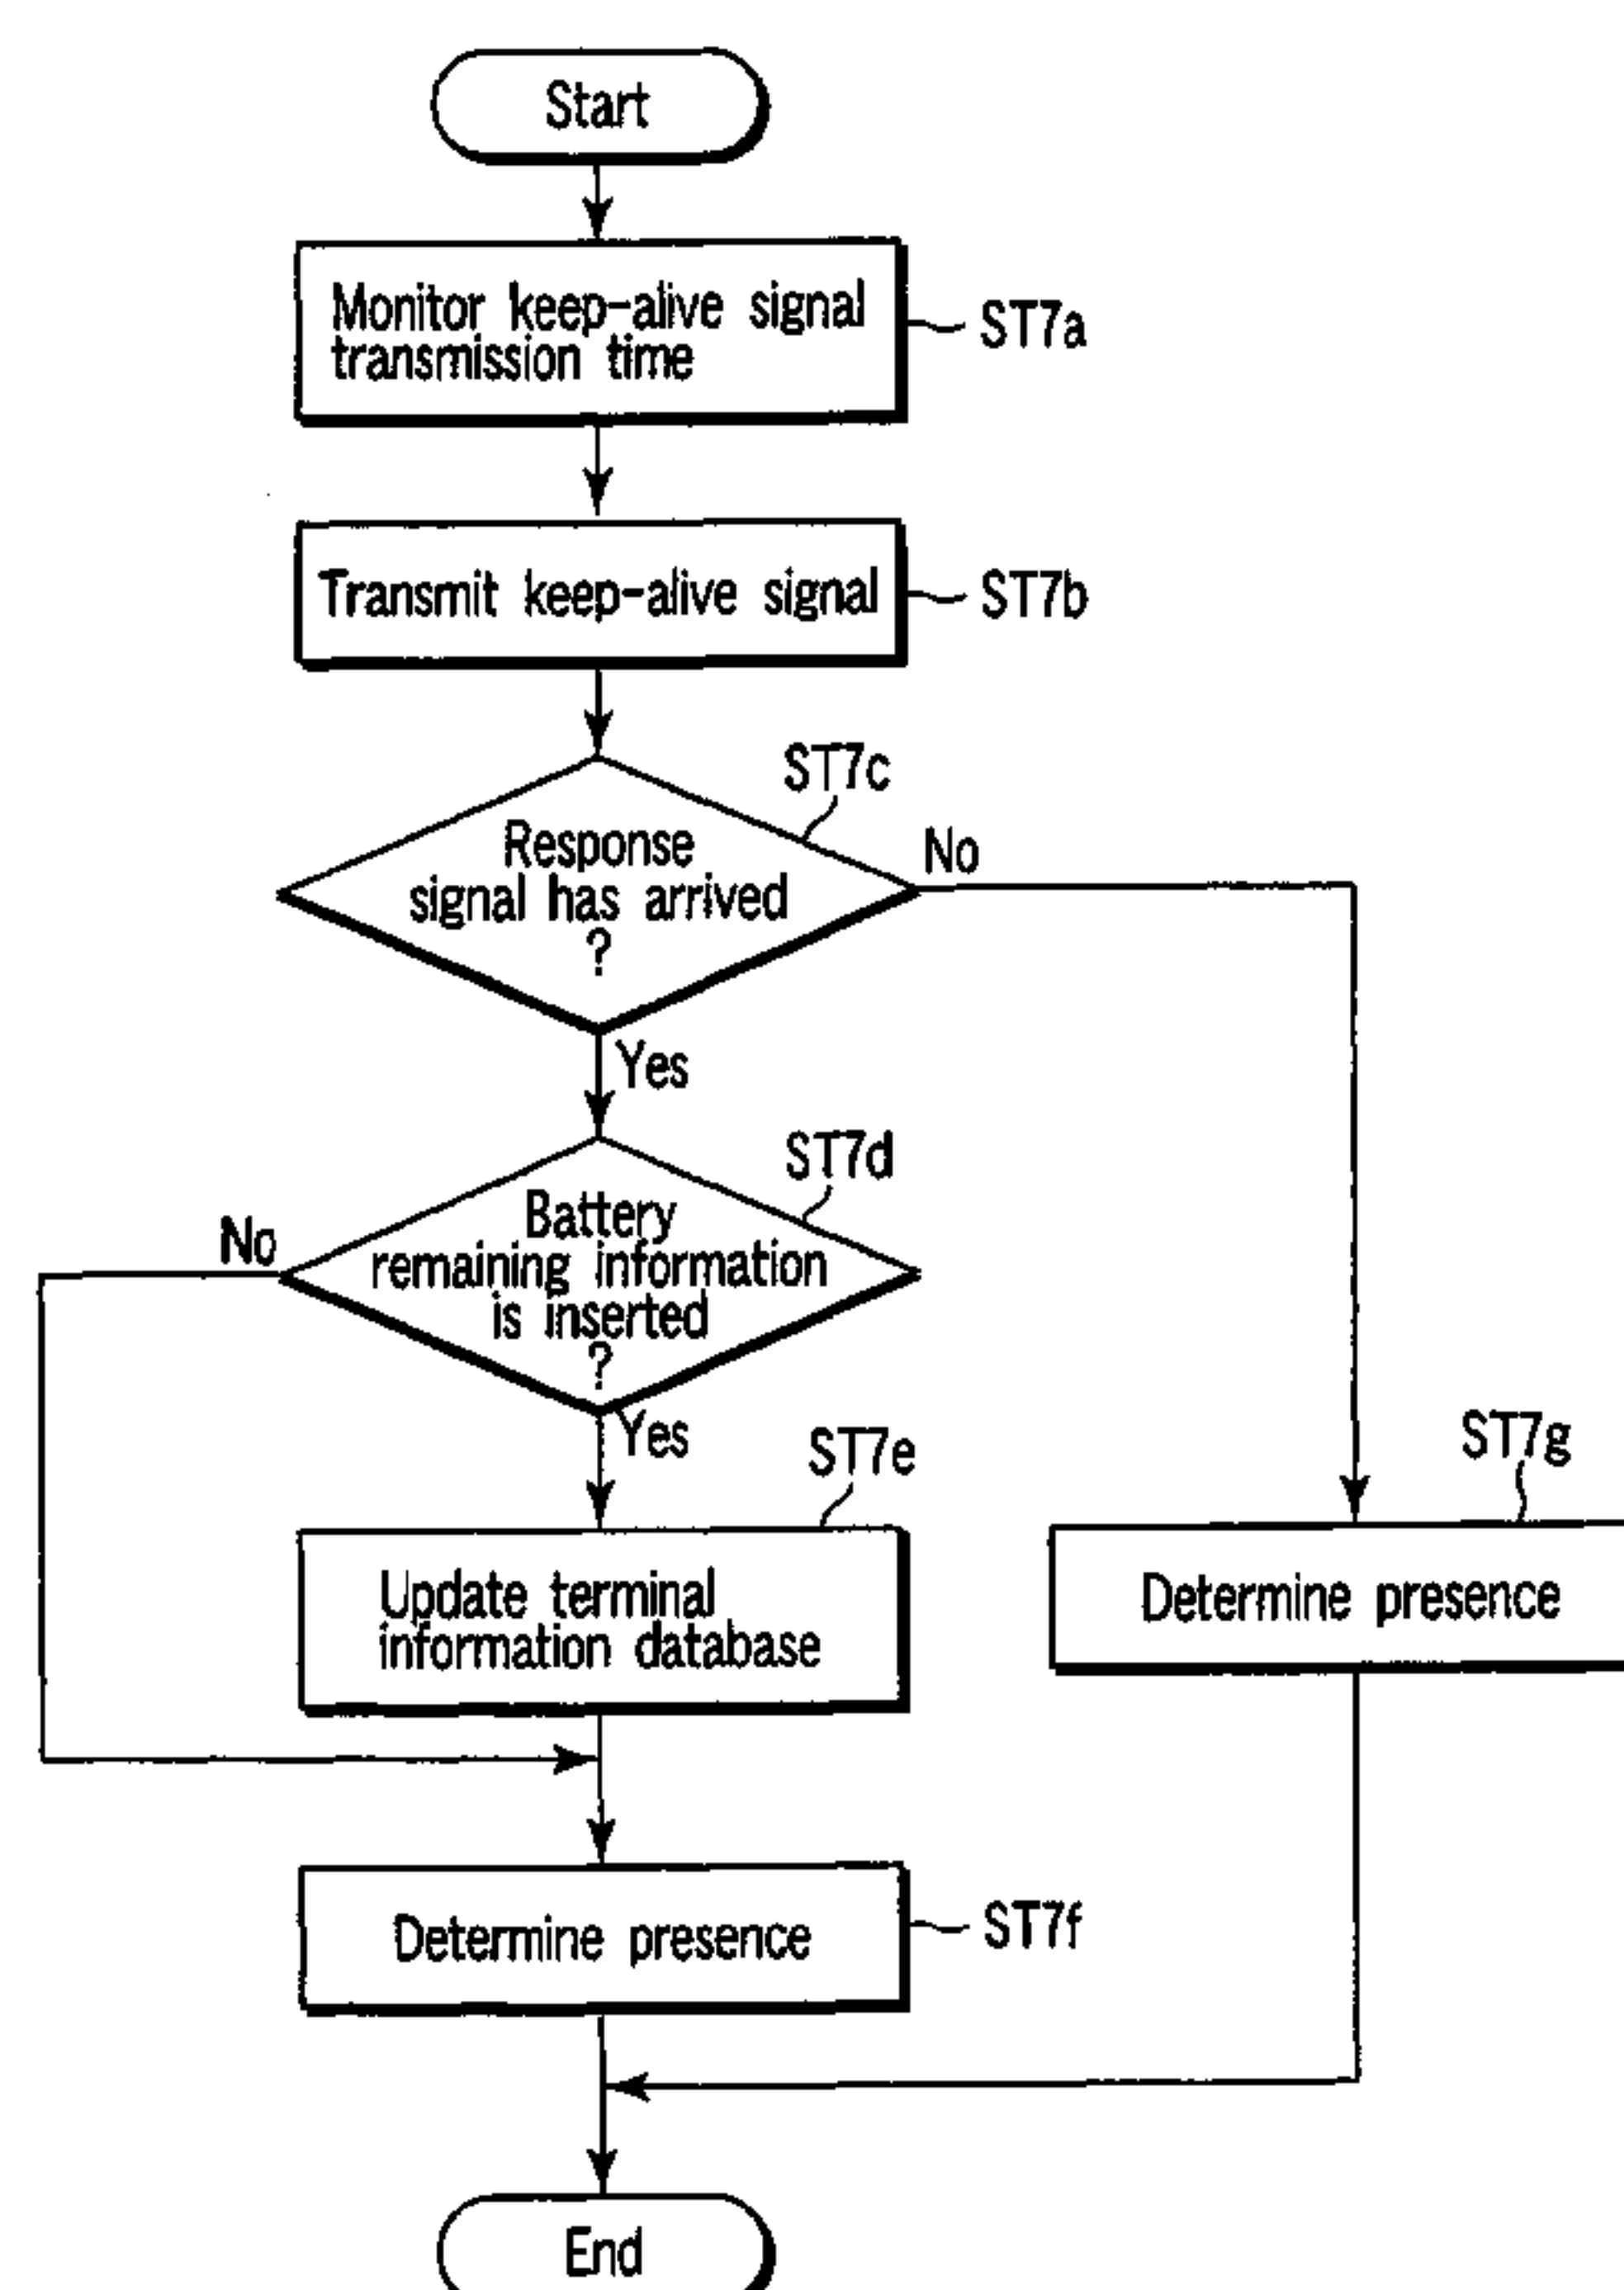 Start
Monitor keep-alive signal
transmission time
ST7a
Transmit keep-alive signal
ST7b
ST7c
Response
signal has arrived
?
No
Yes
ST7d
Battery
remaining information
is inserted
?
No
Yes
ST7e
Update terminal
information database
ST7g
Determine presence
Determine presence
ST7f
End